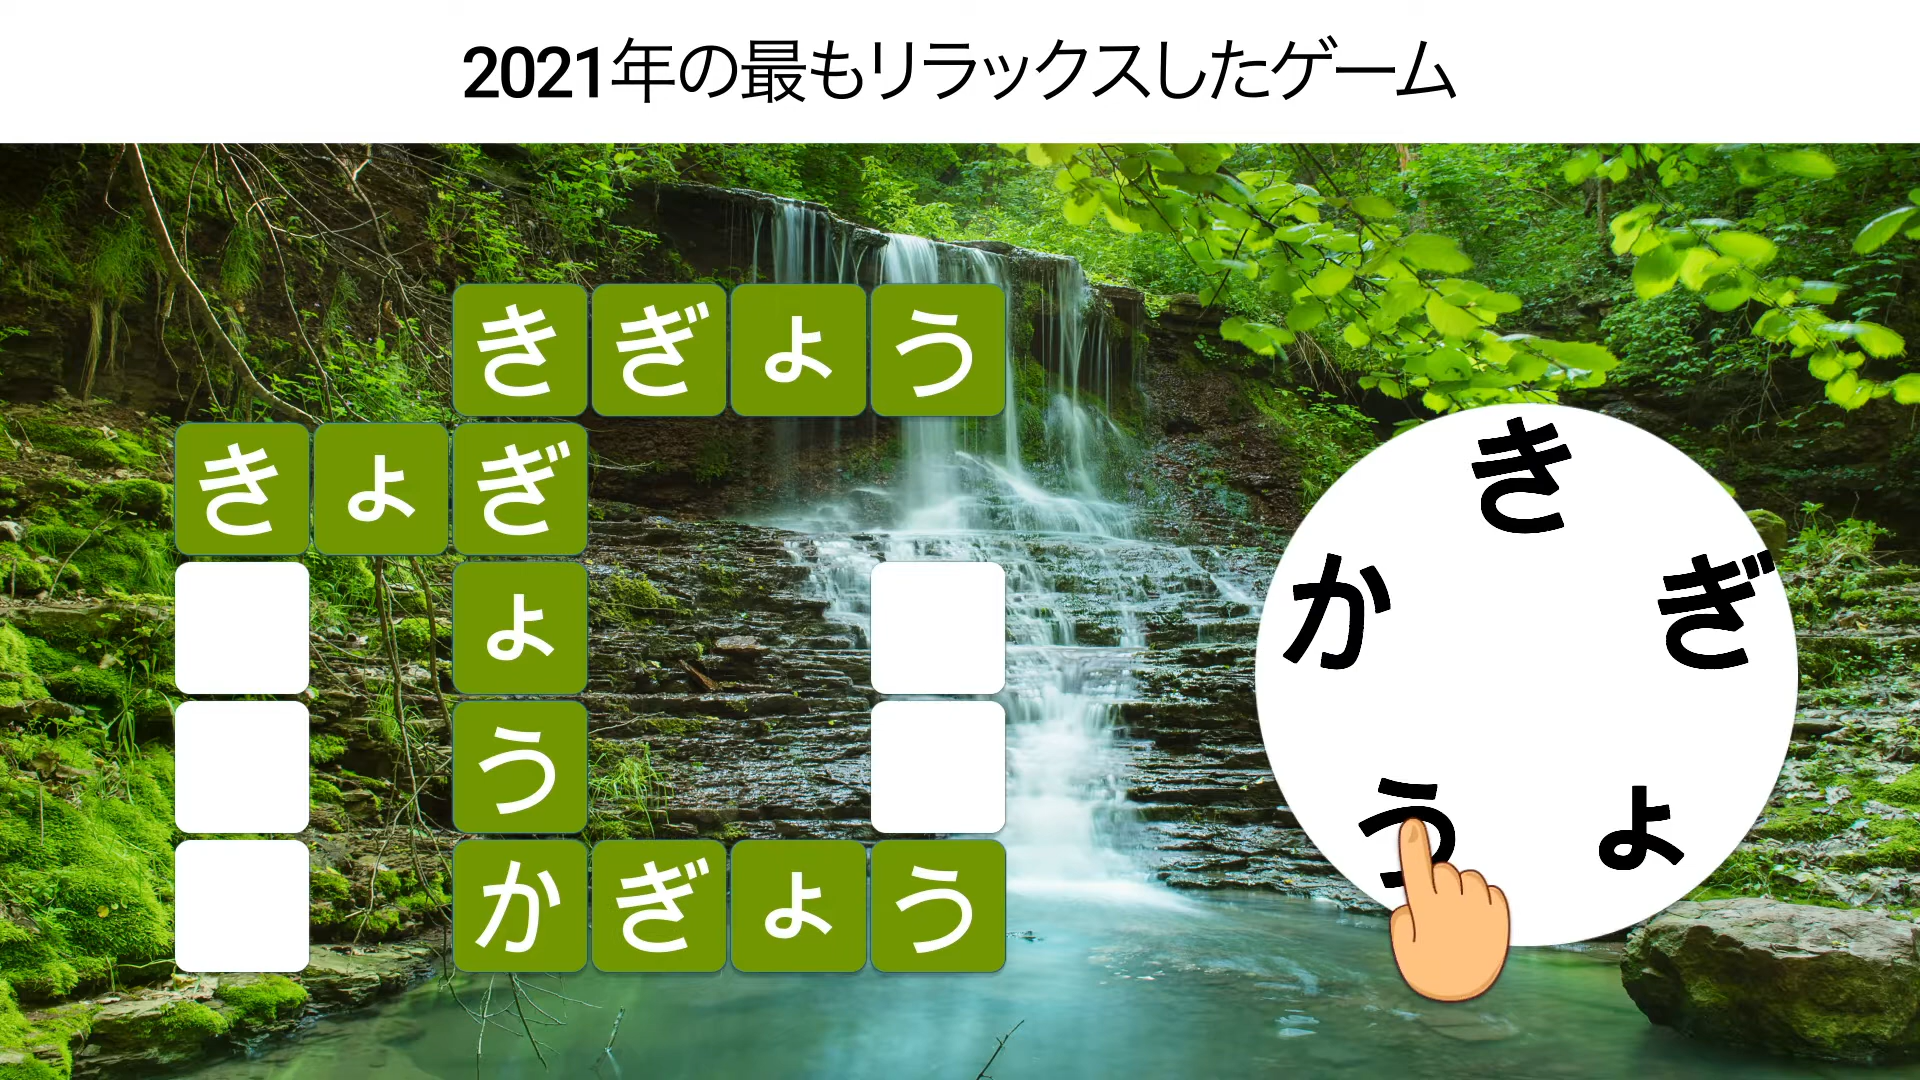 2021年の最もリラックスしたゲーム
きぎょう
きょぎ
ょ
う
かぎょう
き
か
ぎ
う
ょ